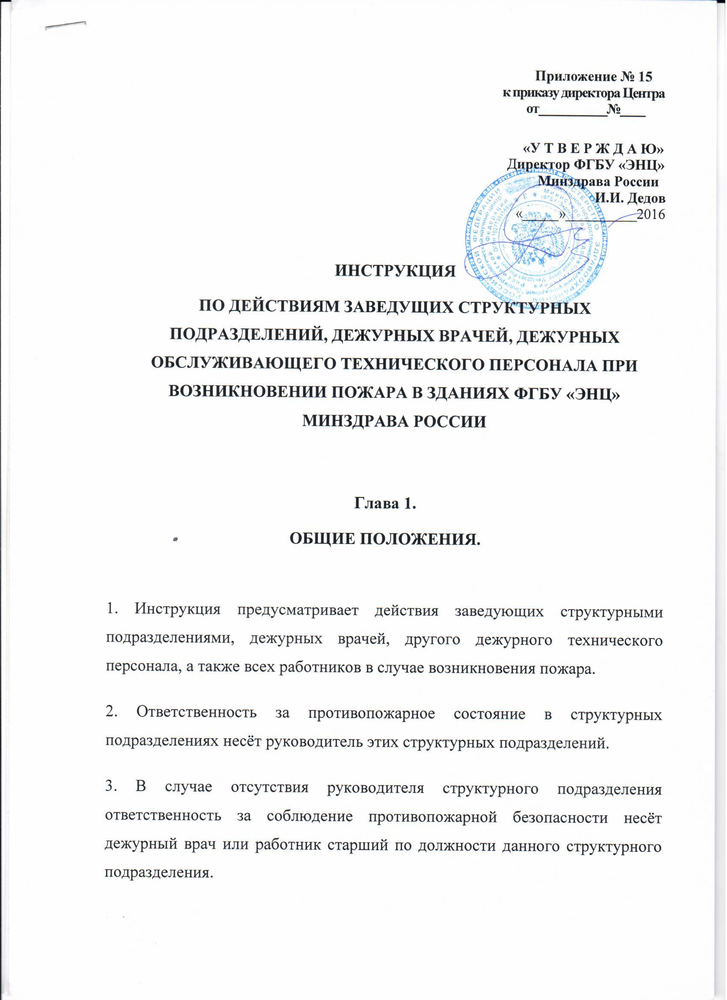 Приложение № 15
к приказу директора Центра
от__________№____
«У Т В Е Р Ж Д А Ю»
Директор ФГБУ «ЭНЦ»
Минздрава России
И.И. Дедов
«_____»__________2016
ИНСТРУКЦИЯ
ПО ДЕЙСТВИЯМ ЗАВЕДУЩИХ СТРУКТУРНЫХ
ПОДРАЗДЕЛЕНИЙ, ДЕЖУРНЫХ ВРАЧЕЙ, ДЕЖУРНЫХ
ОБСЛУЖИВАЮЩЕГО ТЕХНИЧЕСКОГО ПЕРСОНАЛА ПРИ
ВОЗНИКНОВЕНИИ ПОЖАРА В ЗДАНИЯХ ФГБУ «ЭНЦ»
МИНЗДРАВА РОССИИ
Глава 1.
ОБЩИЕ ПОЛОЖЕНИЯ.
1. Инструкция предусматривает действия заведующих структурными
подразделениями, дежурных врачей, другого дежурного технического
персонала, а также всех работников в случае возникновения пожара.
2. Ответственность за противопожарное состояние в структурных
подразделениях несёт руководитель этих структурных подразделений.
3. В случае отсутствия руководителя структурного подразделения
ответственность за соблюдение противопожарной безопасности несёт
дежурный врач или работник старший по должности данного структурного
подразделения.